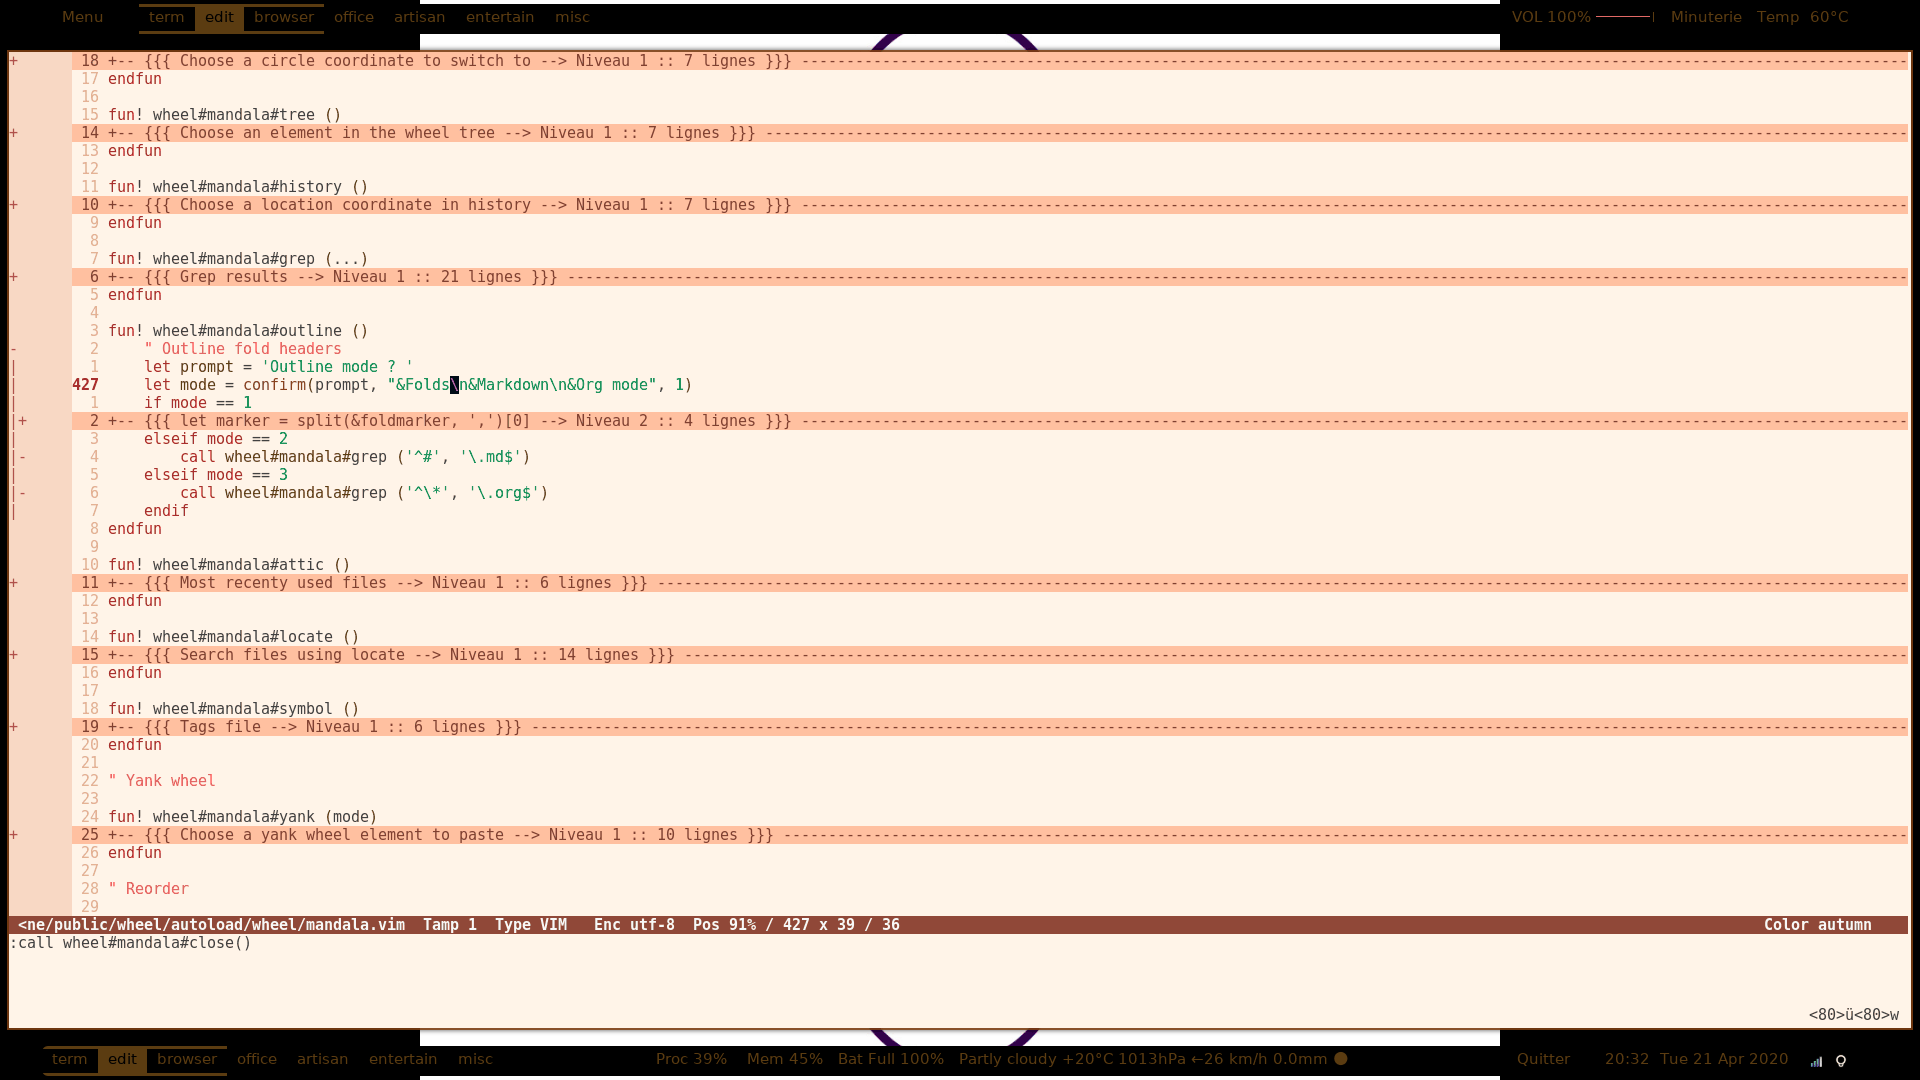 Menu term edit browser office artisan entertain misc VOL 100% Minuterie Temp 60°C
+ 18 +-- {{{ Choose a circle coordinate to switch to --> Niveau 1 :: 7 lignes }}} ---------------------------------------------------------------------------------------------------------------------------
17 endfun
16
15 fun! wheel#mandala#tree ()
+ 14 +-- {{{ Choose an element in the wheel tree --> Niveau 1 :: 7 lignes }}} -------------------------------------------------------------------------------------------------------------------------------
13 endfun
12
11 fun! wheel#mandala#history ()
+ 10 +-- {{{ Choose a location coordinate in history --> Niveau 1 :: 7 lignes }}} ---------------------------------------------------------------------------------------------------------------------------
9 endfun
8
7 fun! wheel#mandala#grep (...)
+ 6 +-- {{{ Grep results --> Niveau 1 :: 21 lignes }}} -----------------------------------------------------------------------------------------------------------------------------------------------------
5 endfun
4
3 fun! wheel#mandala#outline ()
- 2 " Outline fold headers
| 1 let prompt = 'Outline mode ? '
| 427 let mode = confirm(prompt, "&Folds\n&Markdown\n&Org mode", 1)
| 1 if mode == 1
|+ 2 +-- {{{ let marker = split(&foldmarker, ',')[0] --> Niveau 2 :: 4 lignes }}} ---------------------------------------------------------------------------------------------------------------------------
| 3 elseif mode == 2
|- 4 call wheel#mandala#grep ('^#', '\.md$')
| 5 elseif mode == 3
|- 6 call wheel#mandala#grep ('^\*', '\.org$')
| 7 endif
8 endfun
9
10 fun! wheel#mandala#attic ()
+ 11 +-- {{{ Most recenty used files --> Niveau 1 :: 6 lignes }}} -------------------------------------------------------------------------------------------------------------------------------------------
12 endfun
13
14 fun! wheel#mandala#locate ()
+ 15 +-- {{{ Search files using locate --> Niveau 1 :: 14 lignes }}} ----------------------------------------------------------------------------------------------------------------------------------------
16 endfun
17
18 fun! wheel#mandala#symbol ()
+ 19 +-- {{{ Tags file --> Niveau 1 :: 6 lignes }}} ---------------------------------------------------------------------------------------------------------------------------------------------------------
20 endfun
21
22 " Yank wheel
23
24 fun! wheel#mandala#yank (mode)
+ 25 +-- {{{ Choose a yank wheel element to paste --> Niveau 1 :: 10 lignes }}} -----------------------------------------------------------------------------------------------------------------------------
26 endfun
27
28 " Reorder
29
<ne/public/wheel/autoload/wheel/mandala.vim Tamp 1 Type VIM Enc utf-8 Pos 91% / 427 x 39 / 36 Color autumn
:call wheel#mandala#close()
<80>ü<80>w
term edit browser office artisan entertain misc Proc 39% Mem 45% Bat Full 100% Partly cloudy +20°C 1013hPa ←26 km/h 0.0mm Quitter 20:32 Tue 21 Apr 2020